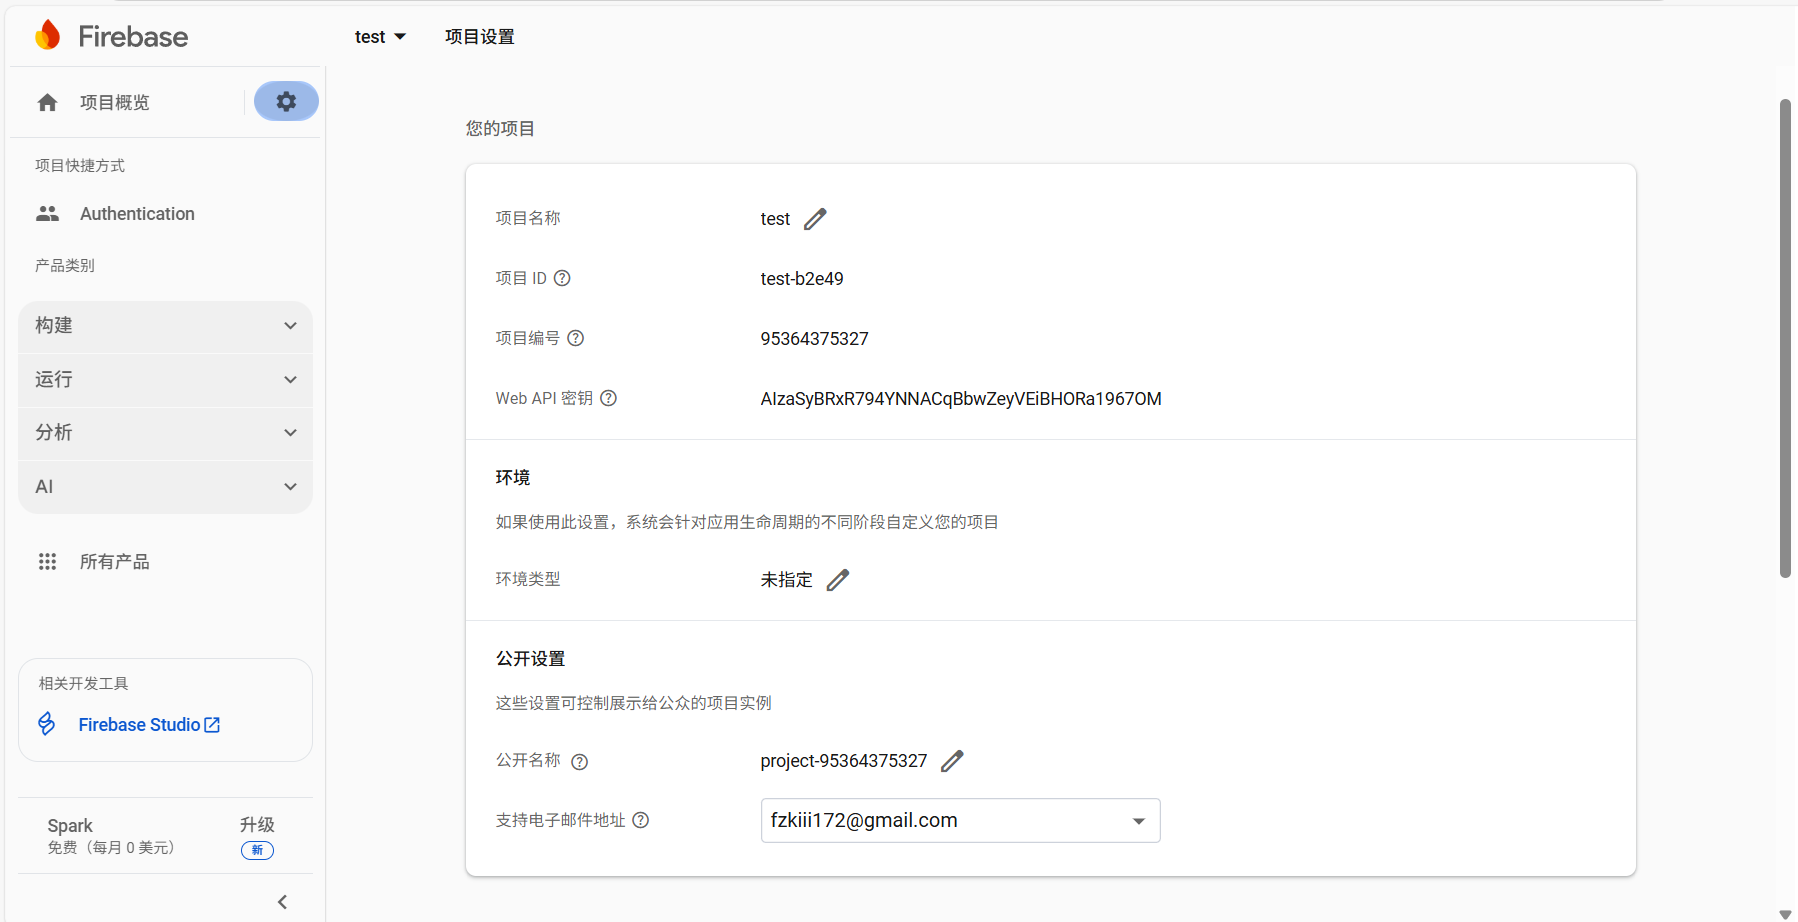 Firebase
test
项目设置
项目概览
项目快捷方式
Authentication
产品类别
构建
运行
分析
AI
所有产品
相关开发工具
Firebase Studio
Spark
免费（每月 0 美元）
升级
新
您的项目
项目名称
test
项目 ID
test-b2e49
项目编号
95364375327
Web API 密钥
AIzaSyBRxR794YNNACqBbwZeyVEiBHORa1967OM
环境
如果使用此设置，系统会针对应用生命周期的不同阶段自定义您的项目
环境类型
未指定
公开设置
这些设置可控制展示给公众的项目实例
公开名称
project-95364375327
支持电子邮件地址
fzkiii172@gmail.com